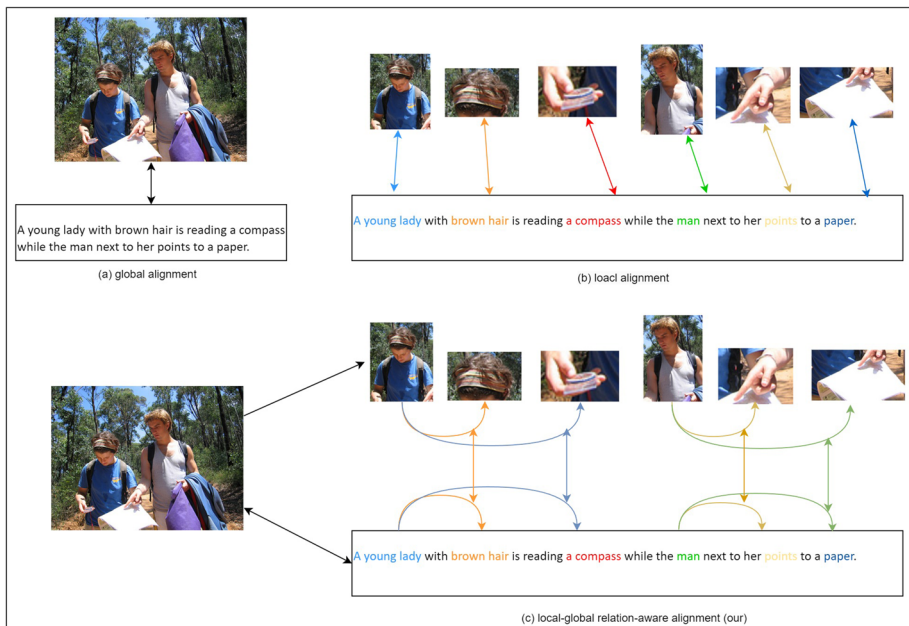 A young lady with brown hair is reading a compass
while the man next to her points to a paper.
(a) global alignment
A young lady with brown hair is reading a compass while the man next to her points to a paper.
(b) loacl alignment
A young lady with brown hair is reading a compass while the man next to her points to a paper.
(c) local-global relation-aware alignment (our)